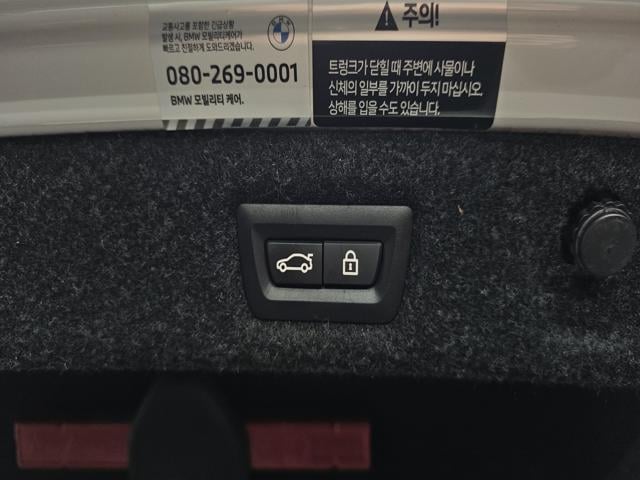 교통사고를 포함한 긴급상황
발생 시, BMW 모빌리티케어가
빠르고 친절하게 도와드리겠습니다.
080-269-0001
BMW 모빌리티 케어.
주의!
트렁크가 닫힐 때 주변에 사물이나
신체의 일부를 가까이 두지 마십시오.
상해를 입을 수도 있습니다.